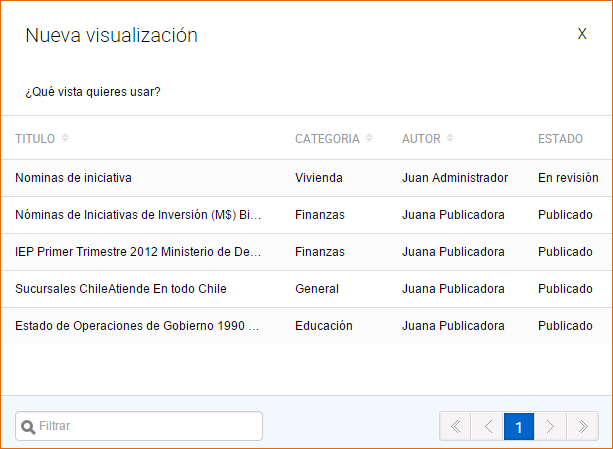 Nueva visualización X
¿Qué vista quieres usar?
TITULO CATEGORIA AUTOR ESTADO
Nominas de iniciativa Vivienda Juan Administrador En revisión
Nóminas de Iniciativas de Inversión (M$) Bi... Finanzas Juana Publicadora Publicado
IEP Primer Trimestre 2012 Ministerio de De... Finanzas Juana Publicadora Publicado
Sucursales ChileAtiende En todo Chile General Juana Publicadora Publicado
Estado de Operaciones de Gobierno 1990 ... Educación Juana Publicadora Publicado
Filtrar 1